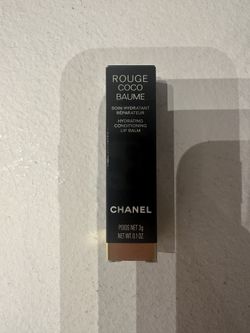 ROUGE
COCO
BAUME
SOIN HYDRATANT
RÉPARATEUR
HYDRATING
CONDITIONING
LIP BALM
CHANEL
POIDS NET 3g
NET WT 0.1 OZ.